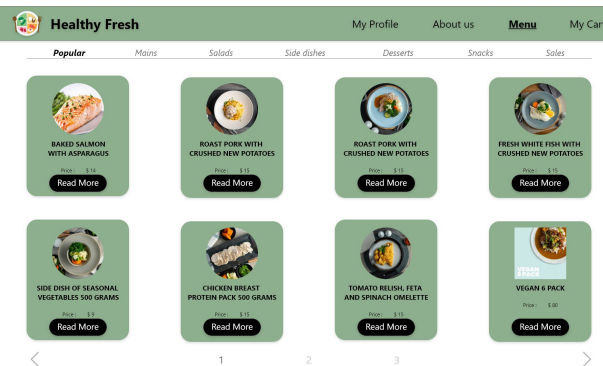 Healthy Fresh
My Profile About us Menu My Car
Popular Mains Salads Side dishes Desserts Snacks Sales
BAKED SALMON
WITH ASPARAGUS
Price : $ 14
Read More
ROAST PORK WITH
CRUSHED NEW POTATOES
Price : $ 15
Read More
ROAST PORK WITH
CRUSHED NEW POTATOES
Price : $ 15
Read More
FRESH WHITE FISH WITH
CRUSHED NEW POTATOES
Price : $ 15
Read More
SIDE DISH OF SEASONAL
VEGETABLES 500 GRAMS
Price : $ 9
Read More
CHICKEN BREAST
PROTEIN PACK 500 GRAMS
Price : $ 15
Read More
TOMATO RELISH, FETA
AND SPINACH OMELETTE
Price : $ 15
Read More
VEGAN
6 PACK
VEGAN 6 PACK
Price : $ 80
Read More
1 2 3